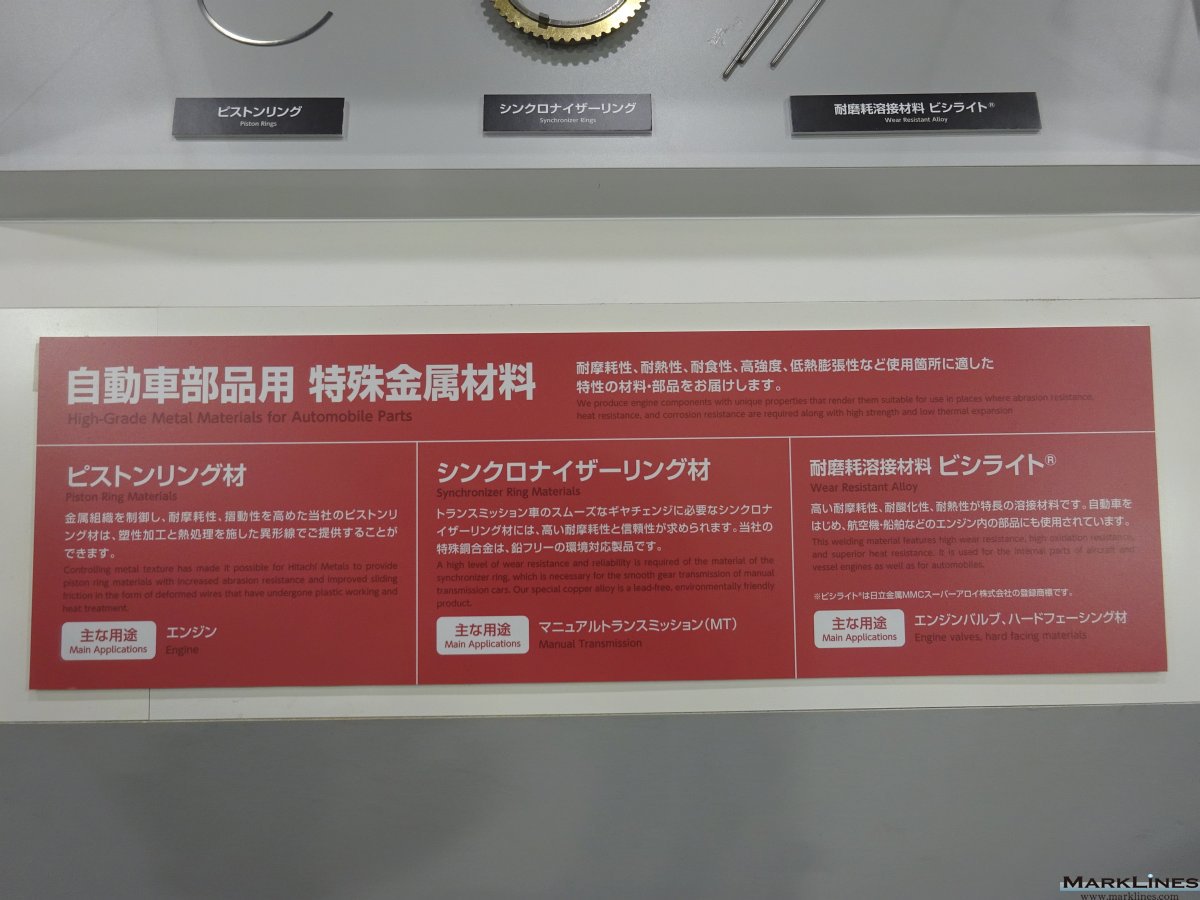 ピストンリング
Piston Rings
シンクロナイザーリング
Synchronizer Rings
耐磨耗溶接材料 ビシライト®
Wear Resistant Alloy
自動車部品用 特殊金属材料
High-Grade Metal Materials for Automobile Parts
耐摩耗性、耐熱性、耐食性、高強度、低熱膨張性など使用箇所に適した
特性の材料・部品をお届けします。
We produce engine components with unique properties that render them suitable for use in places where abrasion resistance,
heat resistance, and corrosion resistance are required along with high strength and low thermal expansion
ピストンリング材
Piston Ring Materials
金属組織を制御し、耐摩耗性、摺動性を高めた当社のピストンリ
ング材は、塑性加工と熱処理を施した異形線でご提供することが
できます。
Controlling metal texture has made it possible for Hitachi Metals to provide
piston ring materials with increased abrasion resistance and improved sliding
friction in the form of deformed wires that have undergone plastic working and
heat treatment.
主な用途
Main Applications
エンジン
Engine
シンクロナイザーリング材
Synchronizer Ring Materials
トランスミッション車のスムーズなギヤチェンジに必要なシンクロナ
イザーリング材には、高い耐摩耗性と信頼性が求められます。当社の
特殊銅合金は、鉛フリーの環境対応製品です。
A high level of wear resistance and reliability is required of the material of the
synchronizer ring, which is necessary for the smooth gear transmission of manual
transmission cars. Our special copper alloy is a lead-free, environmentally friendly
product.
主な用途
Main Applications
マニュアルトランスミッション(MT)
Manual Transmission
耐磨耗溶接材料 ビシライト®
Wear Resistant Alloy
高い耐摩耗性、耐酸化性、耐熱性が特長の溶接材料です。自動車を
はじめ、航空機・船舶などのエンジン内の部品にも使用されています。
This welding material features high wear resistance, high oxidation resistance,
and superior heat resistance. It is used for the internal parts of aircraft and
vessel engines as well as for automobiles.
※ビシライト®は日立金属MMCスーパーアロイ株式会社の登録商標です。
主な用途
Main Applications
エンジンバルブ、ハードフェーシング材
Engine valves, hard facing materials
MARKLINES
www.marklines.com